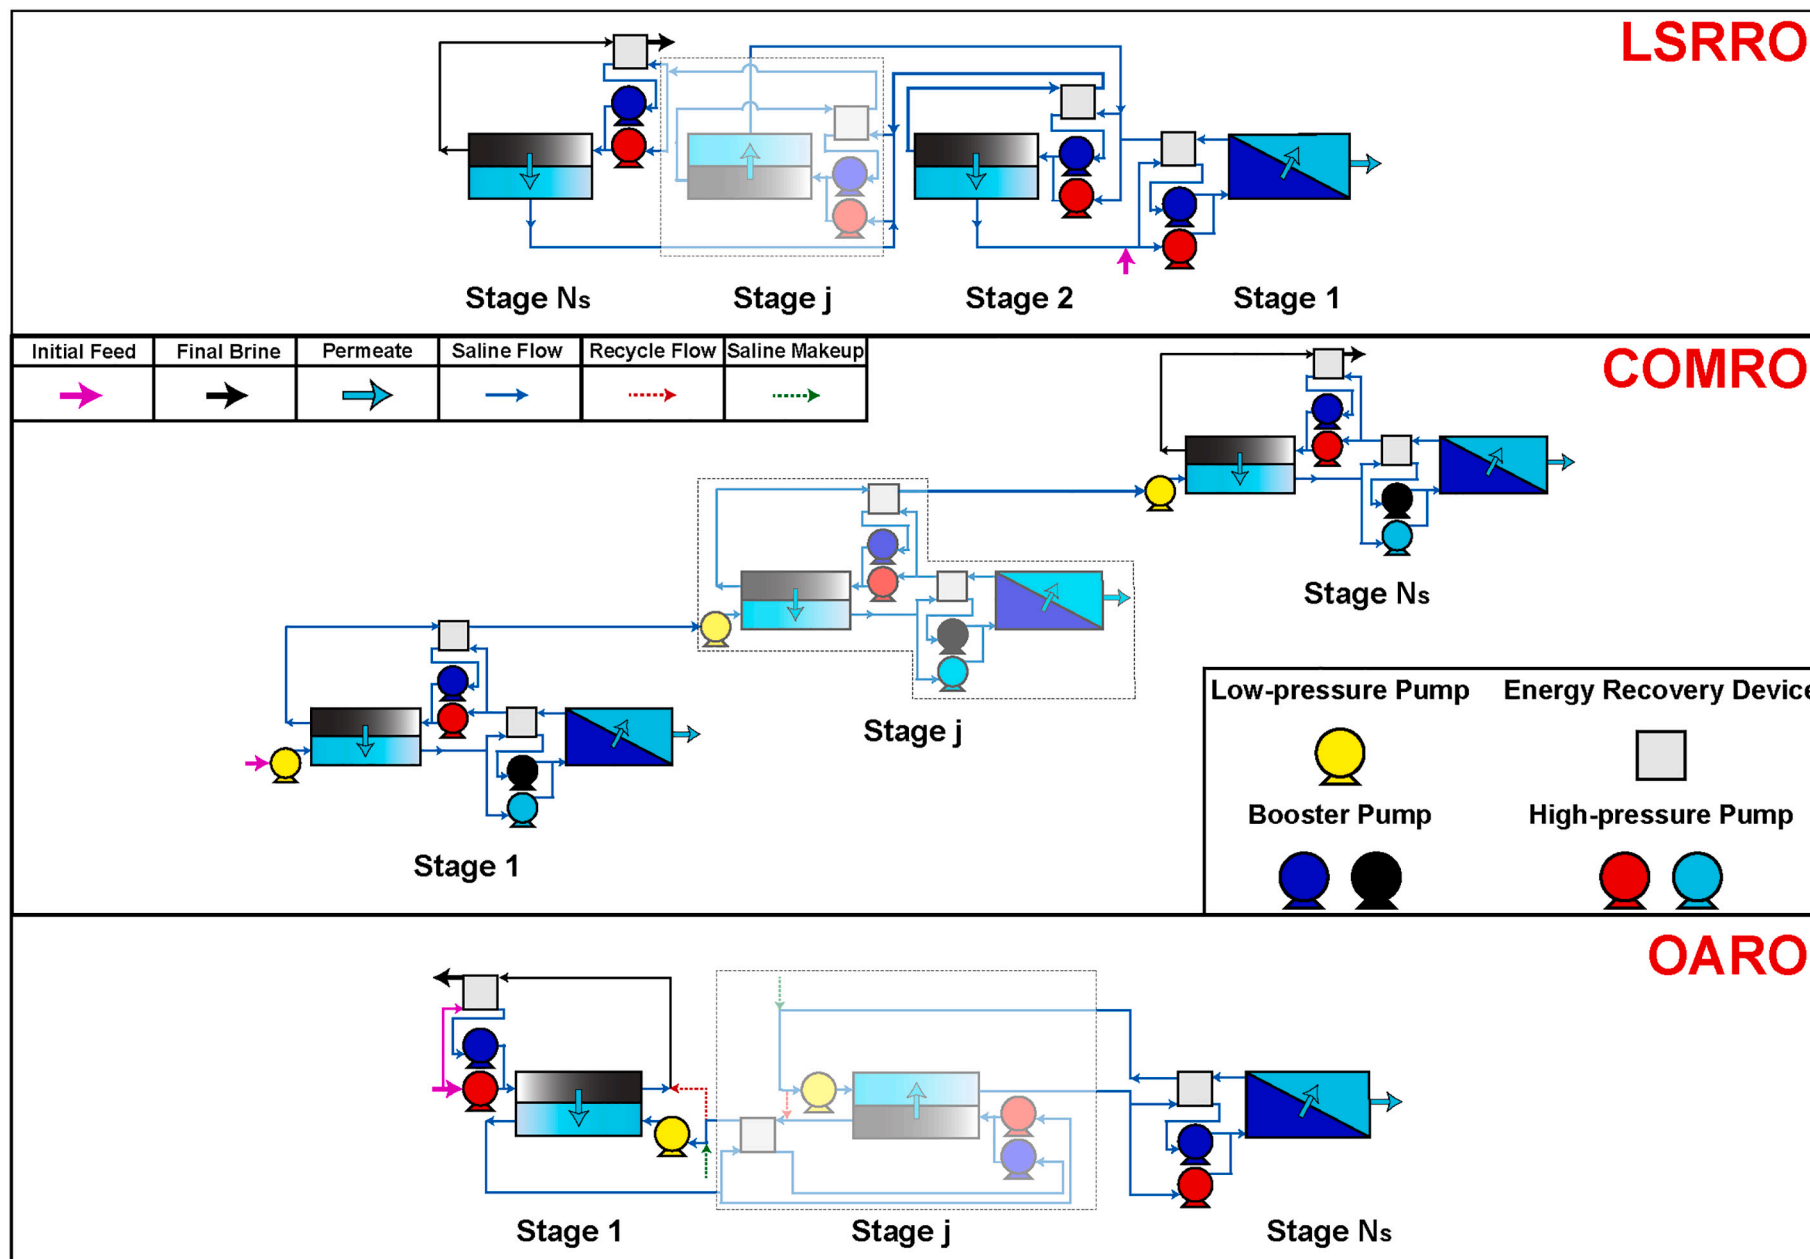 LSRRO
Stage Ns
Stage j
Stage 2
Stage 1
Initial Feed
Final Brine
Permeate
Saline Flow
Recycle Flow
Saline Makeup
COMRO
Stage Ns
Stage j
Stage 1
Low-pressure Pump
Energy Recovery Device
Booster Pump
High-pressure Pump
OARO
Stage 1
Stage j
Stage Ns